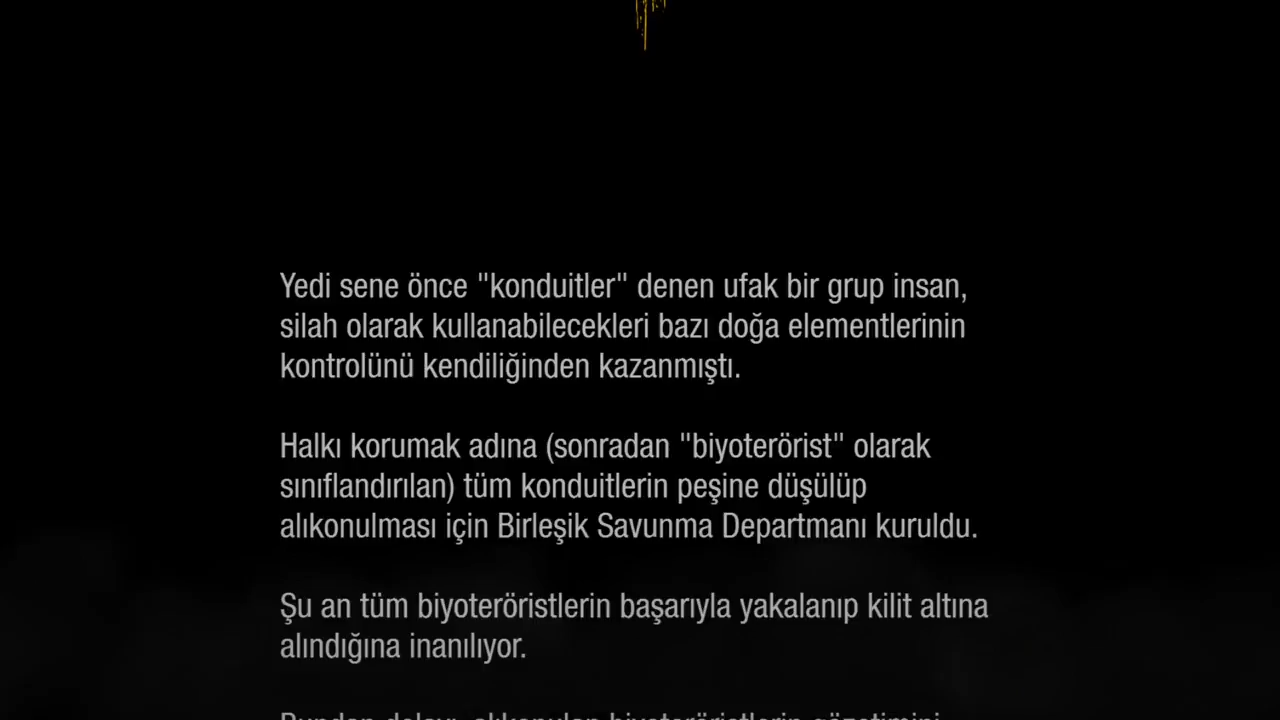 Yedi sene önce "konduitler" denen ufak bir grup insan,
silah olarak kullanabilecekleri bazı doğa elementlerinin
kontrolünü kendiliğinden kazanmıştı.
Halkı korumak adına (sonradan "biyoterörist" olarak
sınıflandırılan) tüm konduitlerin peşine düşülüp
alıkonulması için Birleşik Savunma Departmanı kuruldu.
Şu an tüm biyoteröristlerin başarıyla yakalanıp kilit altına
alındığına inanılıyor.